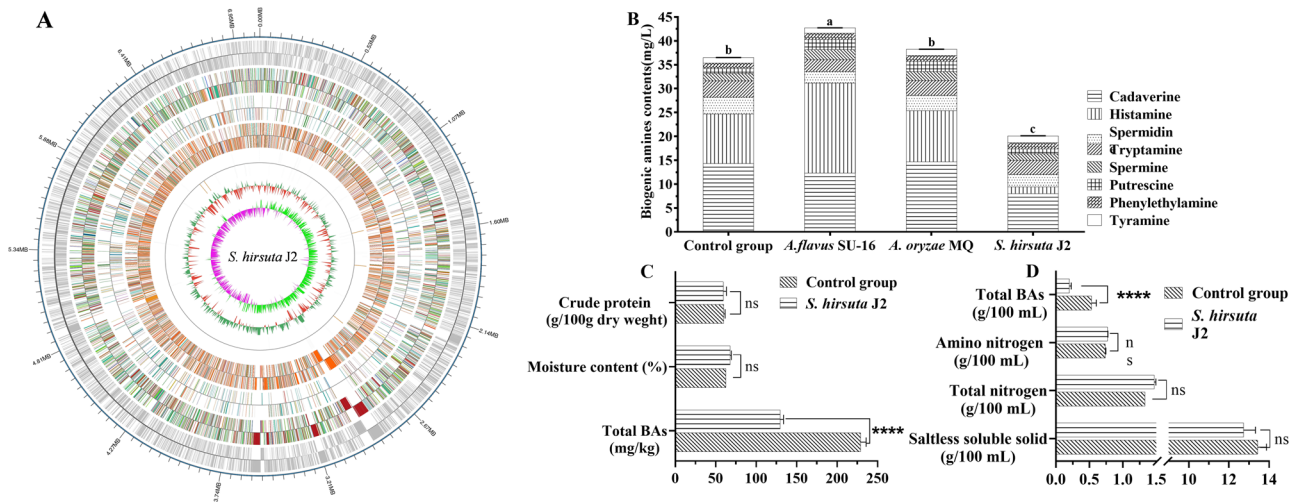 A
0.00MB
0.53MB
1.07MB
1.60MB
2.14MB
2.67MB
3.21MB
3.74MB
4.27MB
4.81MB
5.34MB
5.88MB
6.41MB
6.95MB
S. hirsuta J2
B
Biogenic amines contents(mg/L)
45
40
35
30
25
20
15
10
5
0
b
a
b
c
Control group
A.flavus SU-16
A. oryzae MQ
S. hirsuta J2
Cadaverine
Histamine
Spermidin
e
Tryptamine
Spermine
Putrescine
Phenylethylamine
Tyramine
C
Control group
S. hirsuta J2
Crude protein
(g/100g dry weght)
ns
Moisture content (%)
ns
Total BAs
(mg/kg)
****
0
50
100
150
200
250
D
Control group
S. hirsuta
J2
Total BAs
(g/100 mL)
****
Amino nitrogen
(g/100 mL)
n
s
Total nitrogen
(g/100 mL)
ns
Saltless soluble solid
(g/100 mL)
ns
0.0
0.5
1.0
1.5
10
12
14